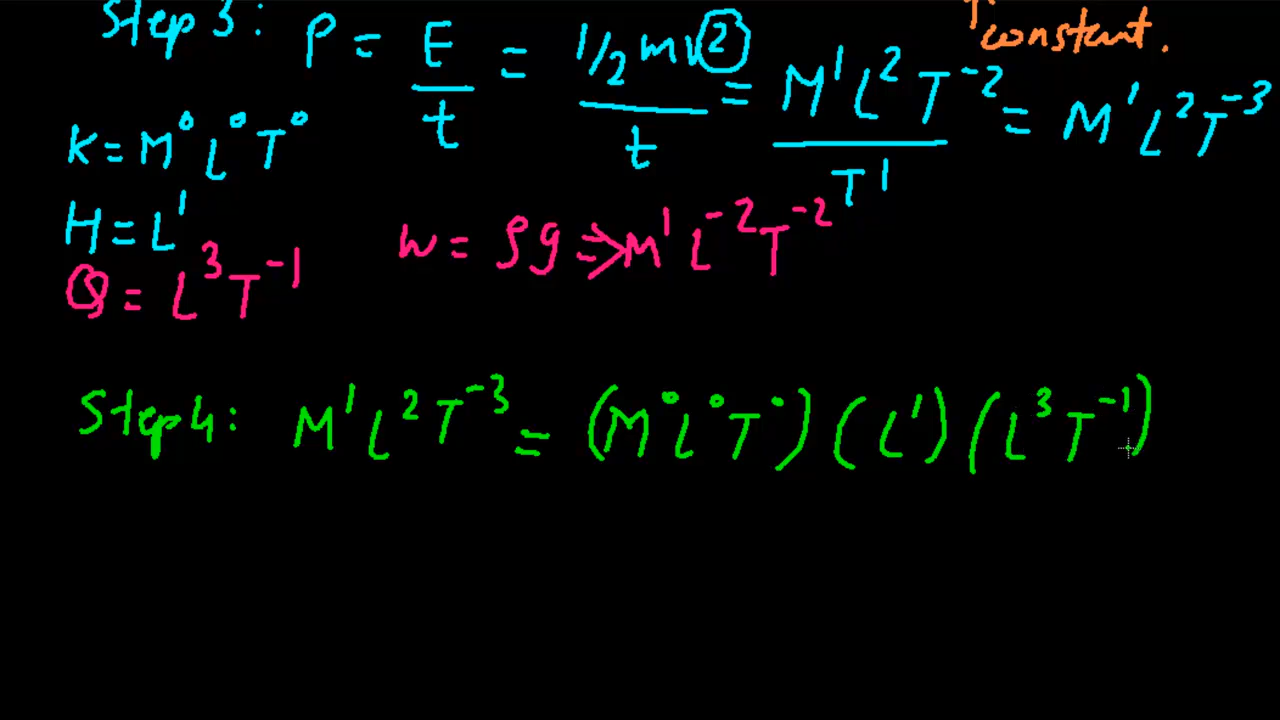 Step 3: P = E/t = 1/2 mv²/t = M¹L²T⁻²/T¹ = M¹L²T⁻³
constant.
K = M⁰L⁰T⁰
H = L¹
Q = L³T⁻¹
w = ρg => M¹L⁻²T⁻²
Step 4: M¹L²T⁻³ = (M⁰L⁰T⁰) (L¹) (L³T⁻¹)